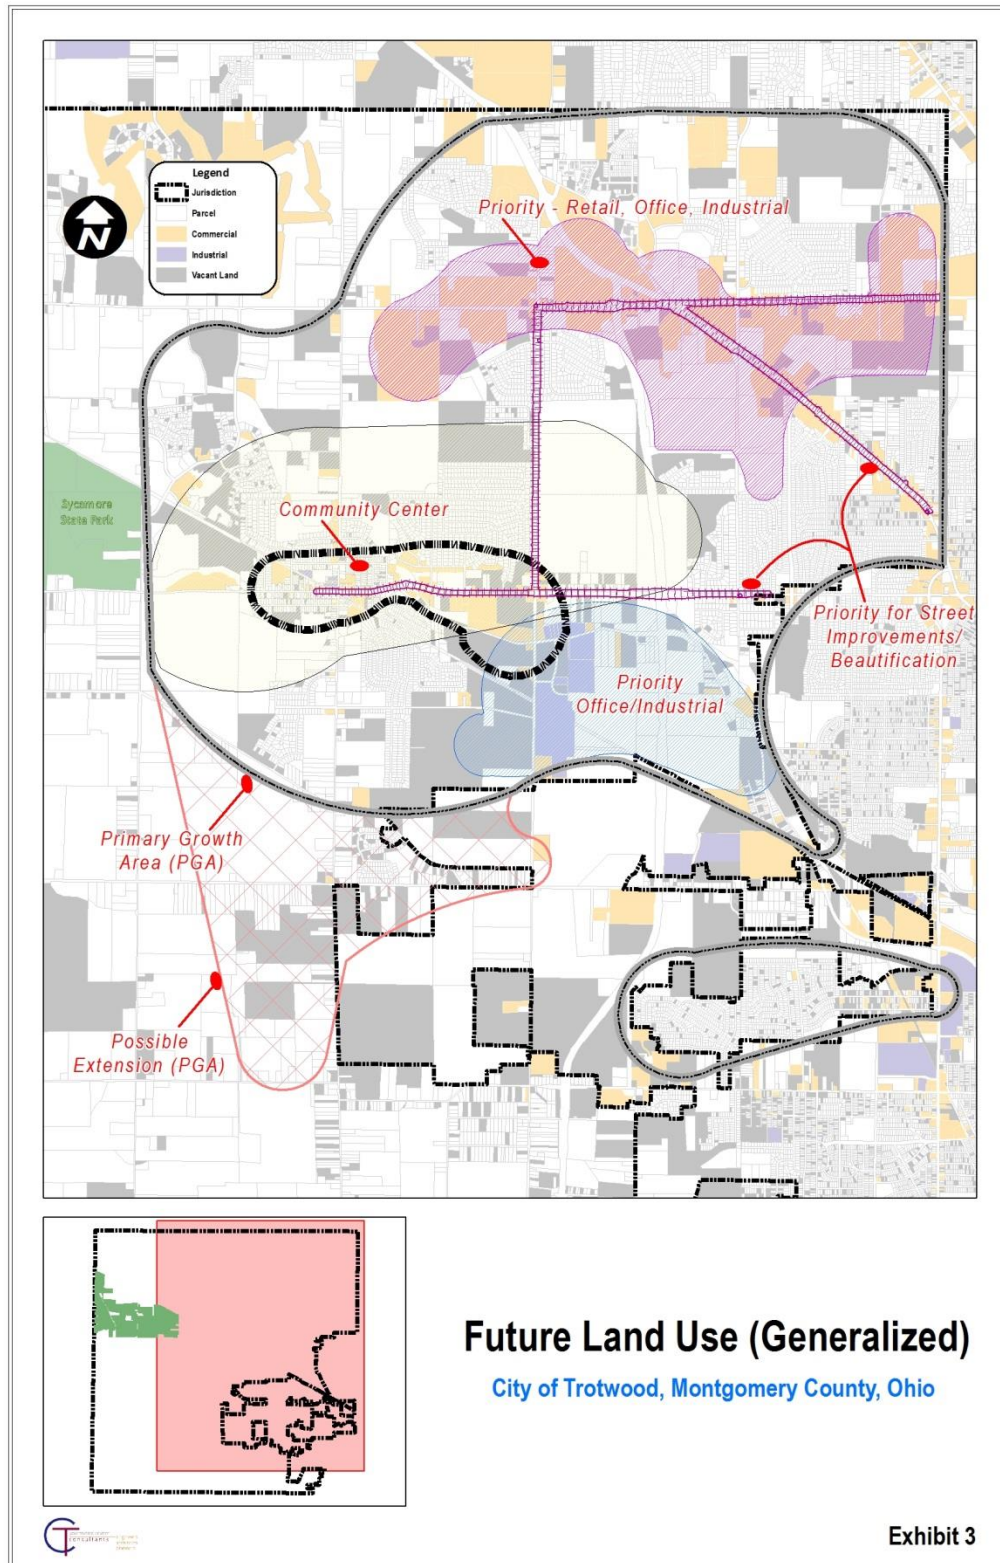 Legend
Jurisdiction
Parcel
Commercial
Industrial
Vacant Land
N
Priority - Retail, Office, Industrial
Sycamore
State Park
Community Center
Priority for Street
Improvements/
Beautification
Priority
Office/Industrial
Primary Growth
Area (PGA)
Possible
Extension (PGA)
Future Land Use (Generalized)
City of Trotwood, Montgomery County, Ohio
CT
consultants
Exhibit 3